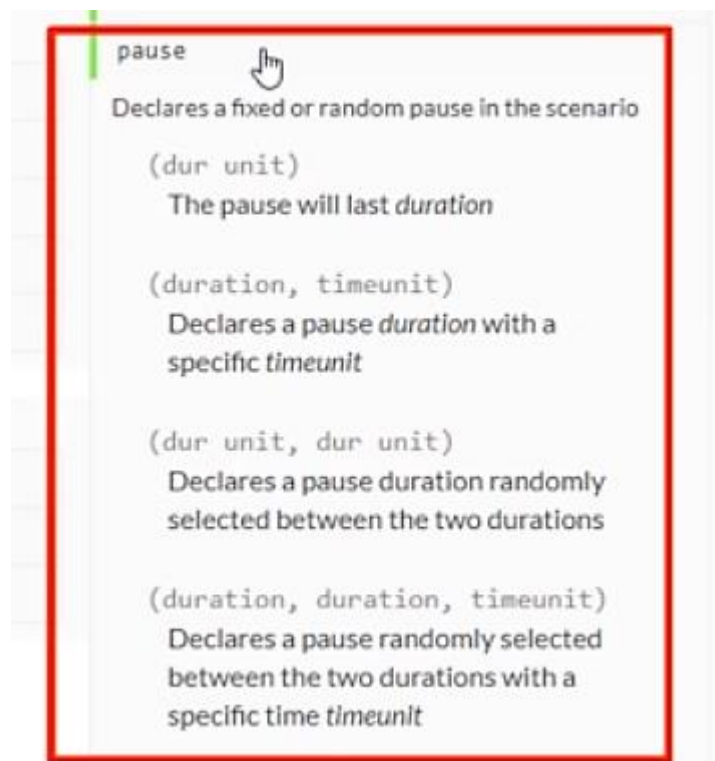 pause
Declares a fixed or random pause in the scenario
(dur unit)
The pause will last duration
(duration, timeunit)
Declares a pause duration with a
specific timeunit
(dur unit, dur unit)
Declares a pause duration randomly
selected between the two durations
(duration, duration, timeunit)
Declares a pause randomly selected
between the two durations with a
specific time timeunit